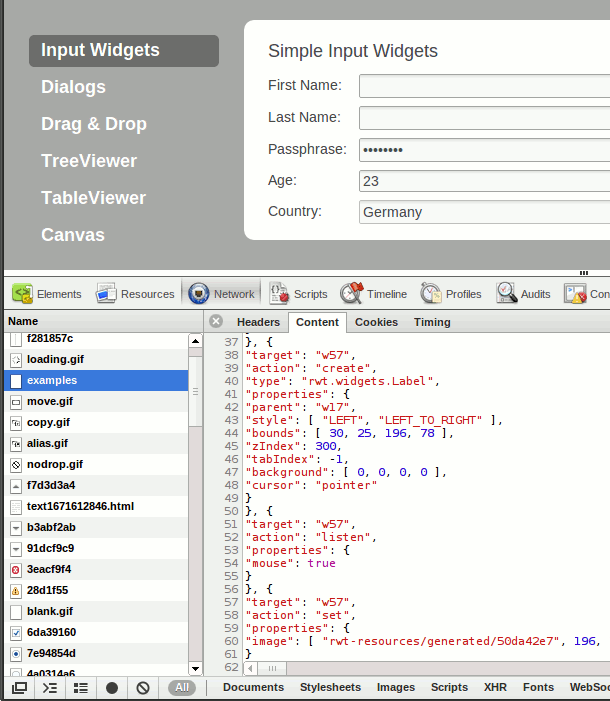 Input Widgets
Dialogs
Drag & Drop
TreeViewer
TableViewer
Canvas
Simple Input Widgets
First Name:
Last Name:
Passphrase: ••••••••
Age: 23
Country: Germany
Elements Resources Network Scripts Timeline Profiles Audits Con
Name
f281857c
loading.gif
examples
move.gif
copy.gif
alias.gif
nodrop.gif
f7d3d3a4
text1671612846.html
b3abf2ab
91dcf9c9
3eacf9f4
28d1f55
blank.gif
6da39160
7e94854d
4a0314a6
Headers Content Cookies Timing
37 }, {
38 "target": "w57",
39 "action": "create",
40 "type": "rwt.widgets.Label",
41 "properties": {
42 "parent": "w17",
43 "style": [ "LEFT", "LEFT_TO_RIGHT" ],
44 "bounds": [ 30, 25, 196, 78 ],
45 "zIndex": 300,
46 "tabIndex": -1,
47 "background": [ 0, 0, 0, 0 ],
48 "cursor": "pointer"
49 }
50 }, {
51 "target": "w57",
52 "action": "listen",
53 "properties": {
54 "mouse": true
55 }
56 }, {
57 "target": "w57",
58 "action": "set",
59 "properties": {
60 "image": [ "rwt-resources/generated/50da42e7", 196,
61 }
62
All Documents Stylesheets Images Scripts XHR Fonts WebSoc